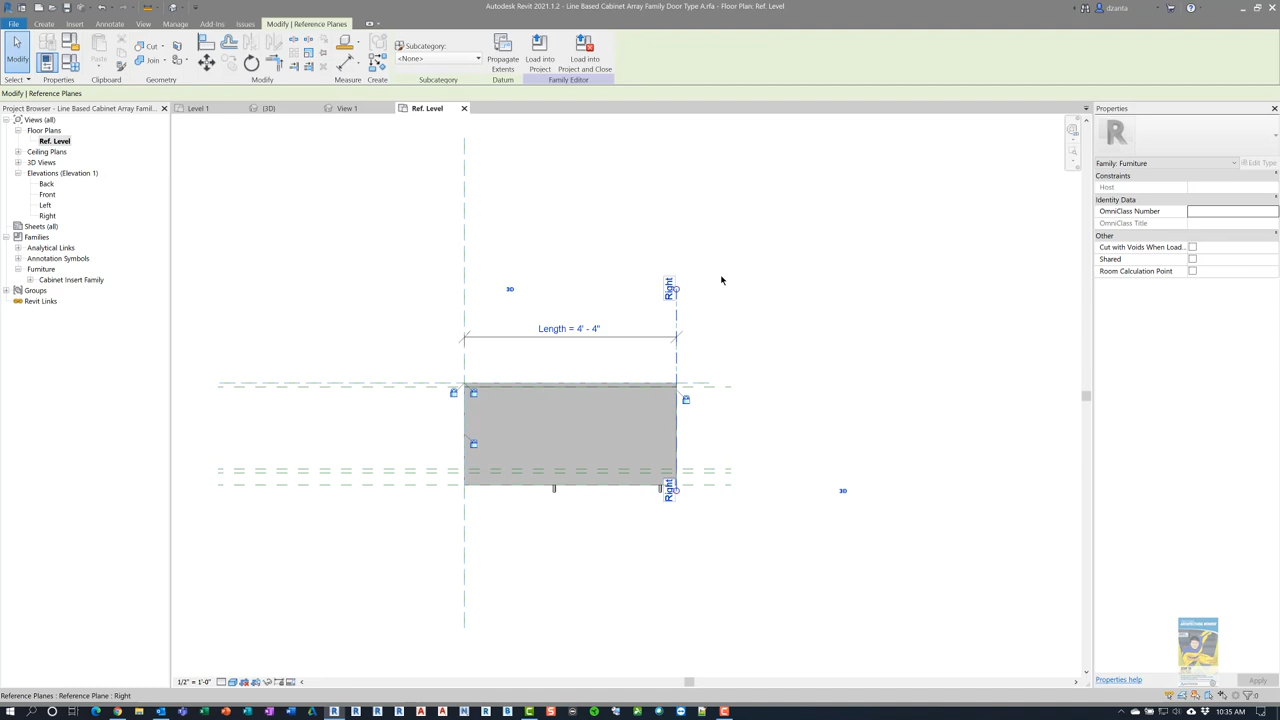 Autodesk Revit 2021.1.2 - Line Based Cabinet Array Family Door Type A.rfa - Floor Plan: Ref. Level
dzanta
File
Create
Insert
Annotate
View
Manage
Add-Ins
Issues
Modify | Reference Planes
Modify
Paste
Cut
Join
Subcategory:
<None>
Propagate
Extents
Load into
Project
Load into
Project and Close
Select
Properties
Clipboard
Geometry
Modify
Measure
Create
Subcategory
Datum
Family Editor
Modify | Reference Planes
Project Browser - Line Based Cabinet Array Famil...
Views (all)
Floor Plans
Ref. Level
Ceiling Plans
3D Views
Elevations (Elevation 1)
Back
Front
Left
Right
Sheets (all)
Families
Analytical Links
Annotation Symbols
Furniture
Cabinet Insert Family
Groups
Revit Links
Level 1
(3D)
View 1
Ref. Level
3D
Right
Length = 4' - 4"
Right
3D
Properties
R
Family: Furniture
Edit Type
Constraints
Host
Identity Data
OmniClass Number
OmniClass Title
Other
Cut with Voids When Load...
Shared
Room Calculation Point
Properties help
Apply
1/2" = 1'-0"
Reference Planes : Reference Plane : Right
:0
10:35 AM